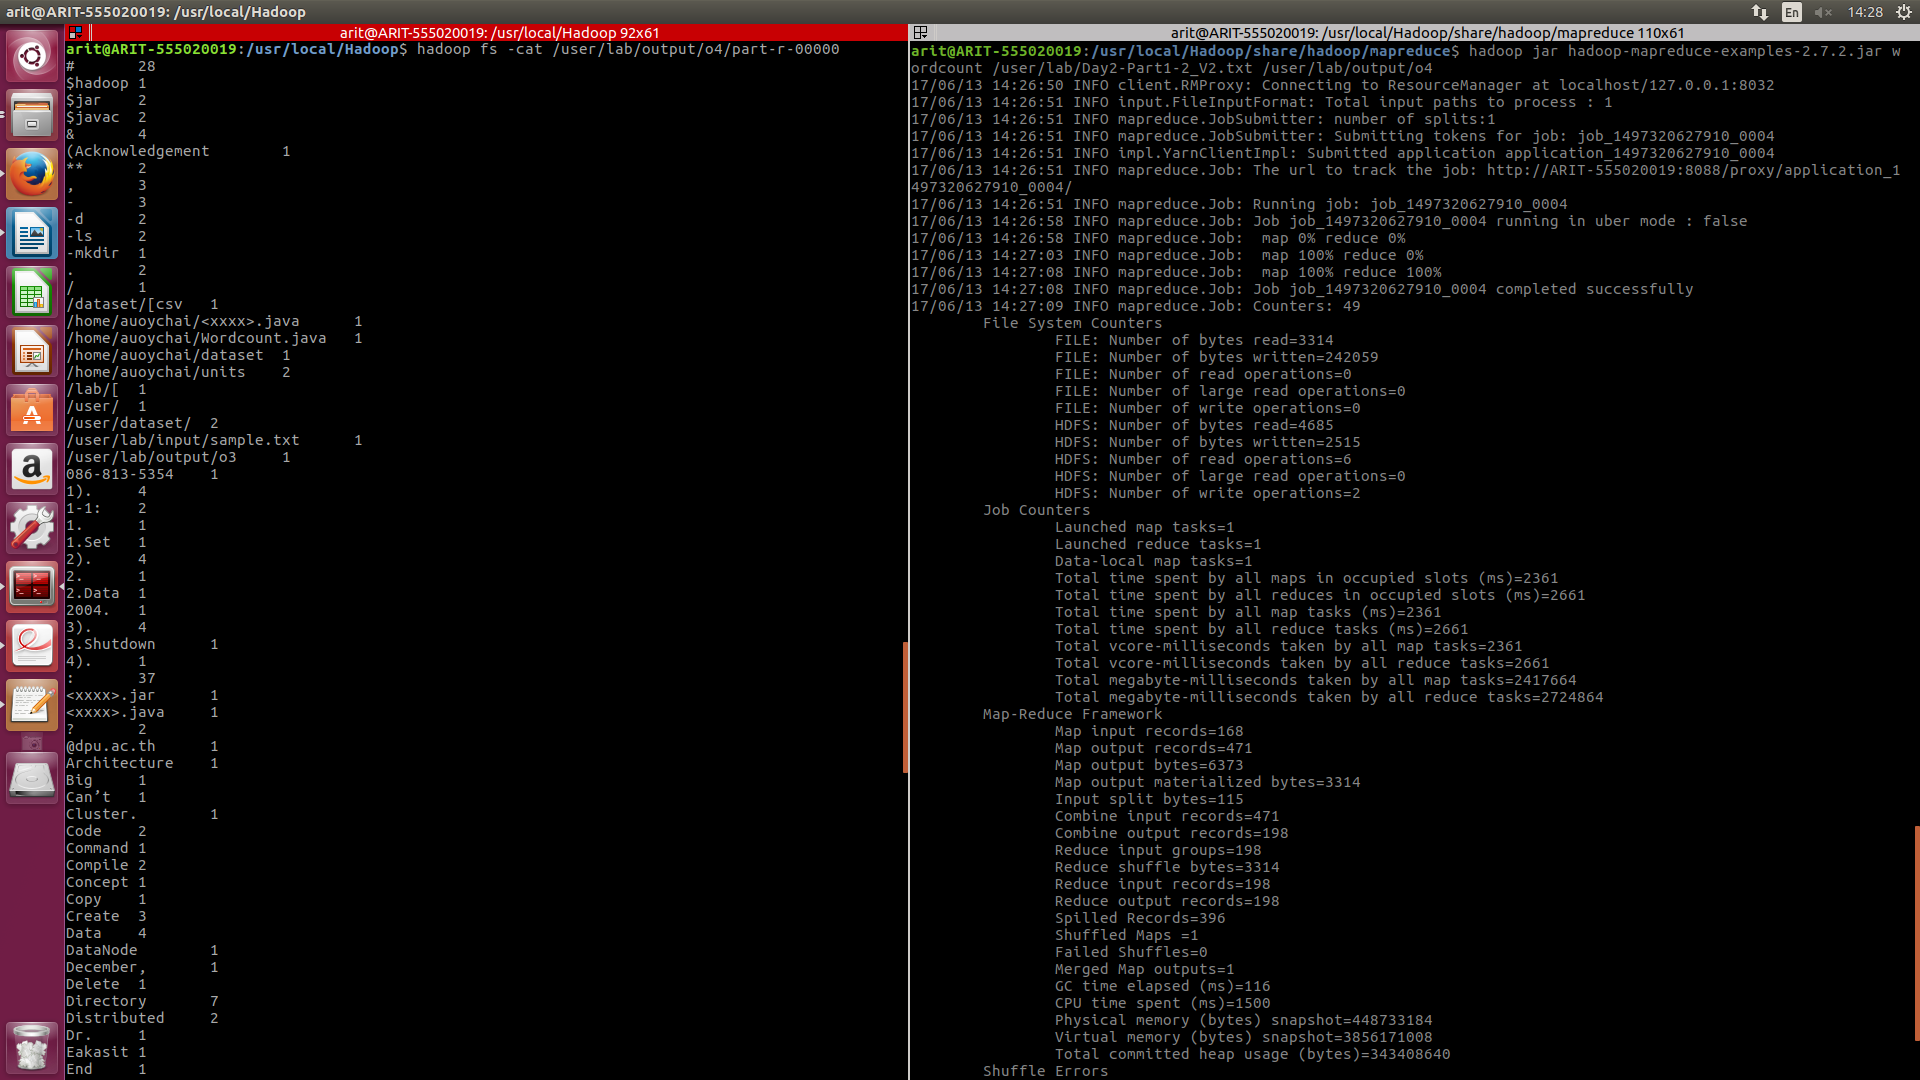 arit@ARIT-555020019: /usr/local/Hadoop
En
14:28
arit@ARIT-555020019: /usr/local/Hadoop 92x61
arit@ARIT-555020019:/usr/local/Hadoop$ hadoop fs -cat /user/lab/output/o4/part-r-00000
# 28
$hadoop 1
$jar 2
$javac 2
& 4
(Acknowledgement 1
** 2
, 3
- 3
-d 2
-ls 2
-mkdir 1
. 2
/ 1
/dataset/[csv 1
/home/auoychai/<xxxx>.java 1
/home/auoychai/Wordcount.java 1
/home/auoychai/dataset 1
/home/auoychai/units 2
/lab/[ 1
/user/ 1
/user/dataset/ 2
/user/lab/input/sample.txt 1
/user/lab/output/o3 1
086-813-5354 1
1). 4
1-1: 2
1. 1
1.Set 1
2). 4
2. 1
2.Data 1
2004. 1
3). 4
3.Shutdown 1
4). 1
: 37
<xxxx>.jar 1
<xxxx>.java 1
? 2
@dpu.ac.th 1
Architecture 1
Big 1
Can’t 1
Cluster. 1
Code 2
Command 1
Compile 2
Concept 1
Copy 1
Create 3
Data 4
DataNode 1
December, 1
Delete 1
Directory 7
Distributed 2
Dr. 1
Eakasit 1
End 1
arit@ARIT-555020019: /usr/local/Hadoop/share/hadoop/mapreduce 110x61
arit@ARIT-555020019:/usr/local/Hadoop/share/hadoop/mapreduce$ hadoop jar hadoop-mapreduce-examples-2.7.2.jar w
ordcount /user/lab/Day2-Part1-2_V2.txt /user/lab/output/o4
17/06/13 14:26:50 INFO client.RMProxy: Connecting to ResourceManager at localhost/127.0.0.1:8032
17/06/13 14:26:51 INFO input.FileInputFormat: Total input paths to process : 1
17/06/13 14:26:51 INFO mapreduce.JobSubmitter: number of splits:1
17/06/13 14:26:51 INFO mapreduce.JobSubmitter: Submitting tokens for job: job_1497320627910_0004
17/06/13 14:26:51 INFO impl.YarnClientImpl: Submitted application application_1497320627910_0004
17/06/13 14:26:51 INFO mapreduce.Job: The url to track the job: http://ARIT-555020019:8088/proxy/application_1
497320627910_0004/
17/06/13 14:26:51 INFO mapreduce.Job: Running job: job_1497320627910_0004
17/06/13 14:26:58 INFO mapreduce.Job: Job job_1497320627910_0004 running in uber mode : false
17/06/13 14:26:58 INFO mapreduce.Job:  map 0% reduce 0%
17/06/13 14:27:03 INFO mapreduce.Job:  map 100% reduce 0%
17/06/13 14:27:08 INFO mapreduce.Job:  map 100% reduce 100%
17/06/13 14:27:08 INFO mapreduce.Job: Job job_1497320627910_0004 completed successfully
17/06/13 14:27:09 INFO mapreduce.Job: Counters: 49
File System Counters
FILE: Number of bytes read=3314
FILE: Number of bytes written=242059
FILE: Number of read operations=0
FILE: Number of large read operations=0
FILE: Number of write operations=0
HDFS: Number of bytes read=4685
HDFS: Number of bytes written=2515
HDFS: Number of read operations=6
HDFS: Number of large read operations=0
HDFS: Number of write operations=2
Job Counters
Launched map tasks=1
Launched reduce tasks=1
Data-local map tasks=1
Total time spent by all maps in occupied slots (ms)=2361
Total time spent by all reduces in occupied slots (ms)=2661
Total time spent by all map tasks (ms)=2361
Total time spent by all reduce tasks (ms)=2661
Total vcore-milliseconds taken by all map tasks=2361
Total vcore-milliseconds taken by all reduce tasks=2661
Total megabyte-milliseconds taken by all map tasks=2417664
Total megabyte-milliseconds taken by all reduce tasks=2724864
Map-Reduce Framework
Map input records=168
Map output records=471
Map output bytes=6373
Map output materialized bytes=3314
Input split bytes=115
Combine input records=471
Combine output records=198
Reduce input groups=198
Reduce shuffle bytes=3314
Reduce input records=198
Reduce output records=198
Spilled Records=396
Shuffled Maps =1
Failed Shuffles=0
Merged Map outputs=1
GC time elapsed (ms)=116
CPU time spent (ms)=1500
Physical memory (bytes) snapshot=448733184
Virtual memory (bytes) snapshot=3856171008
Total committed heap usage (bytes)=343408640
Shuffle Errors